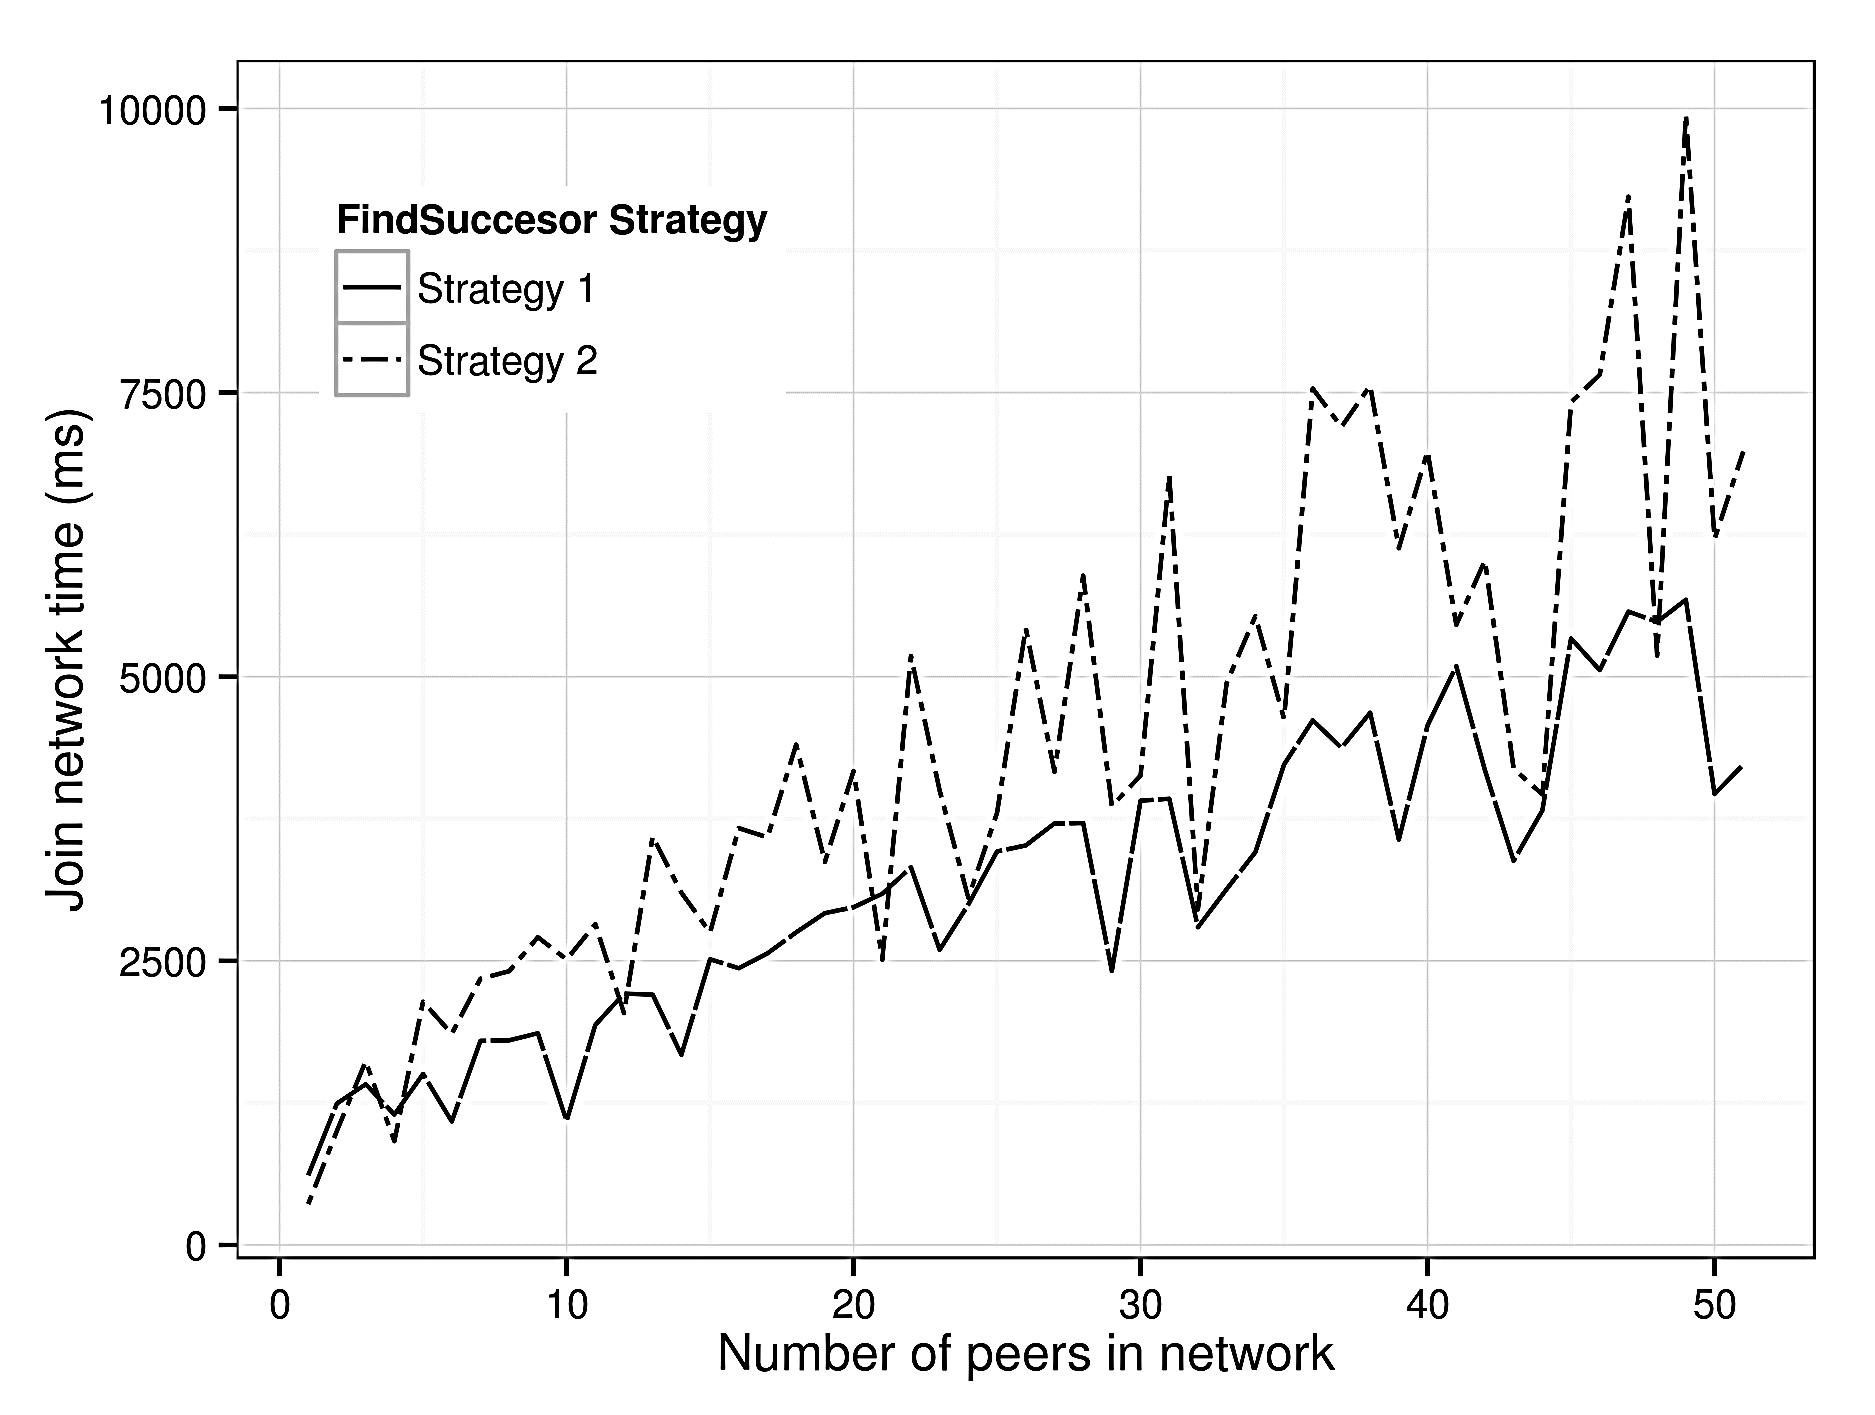 10000
7500
5000
2500
0
Join network time (ms)
FindSuccesor Strategy
Strategy 1
Strategy 2
0 10 20 30 40 50
Number of peers in network